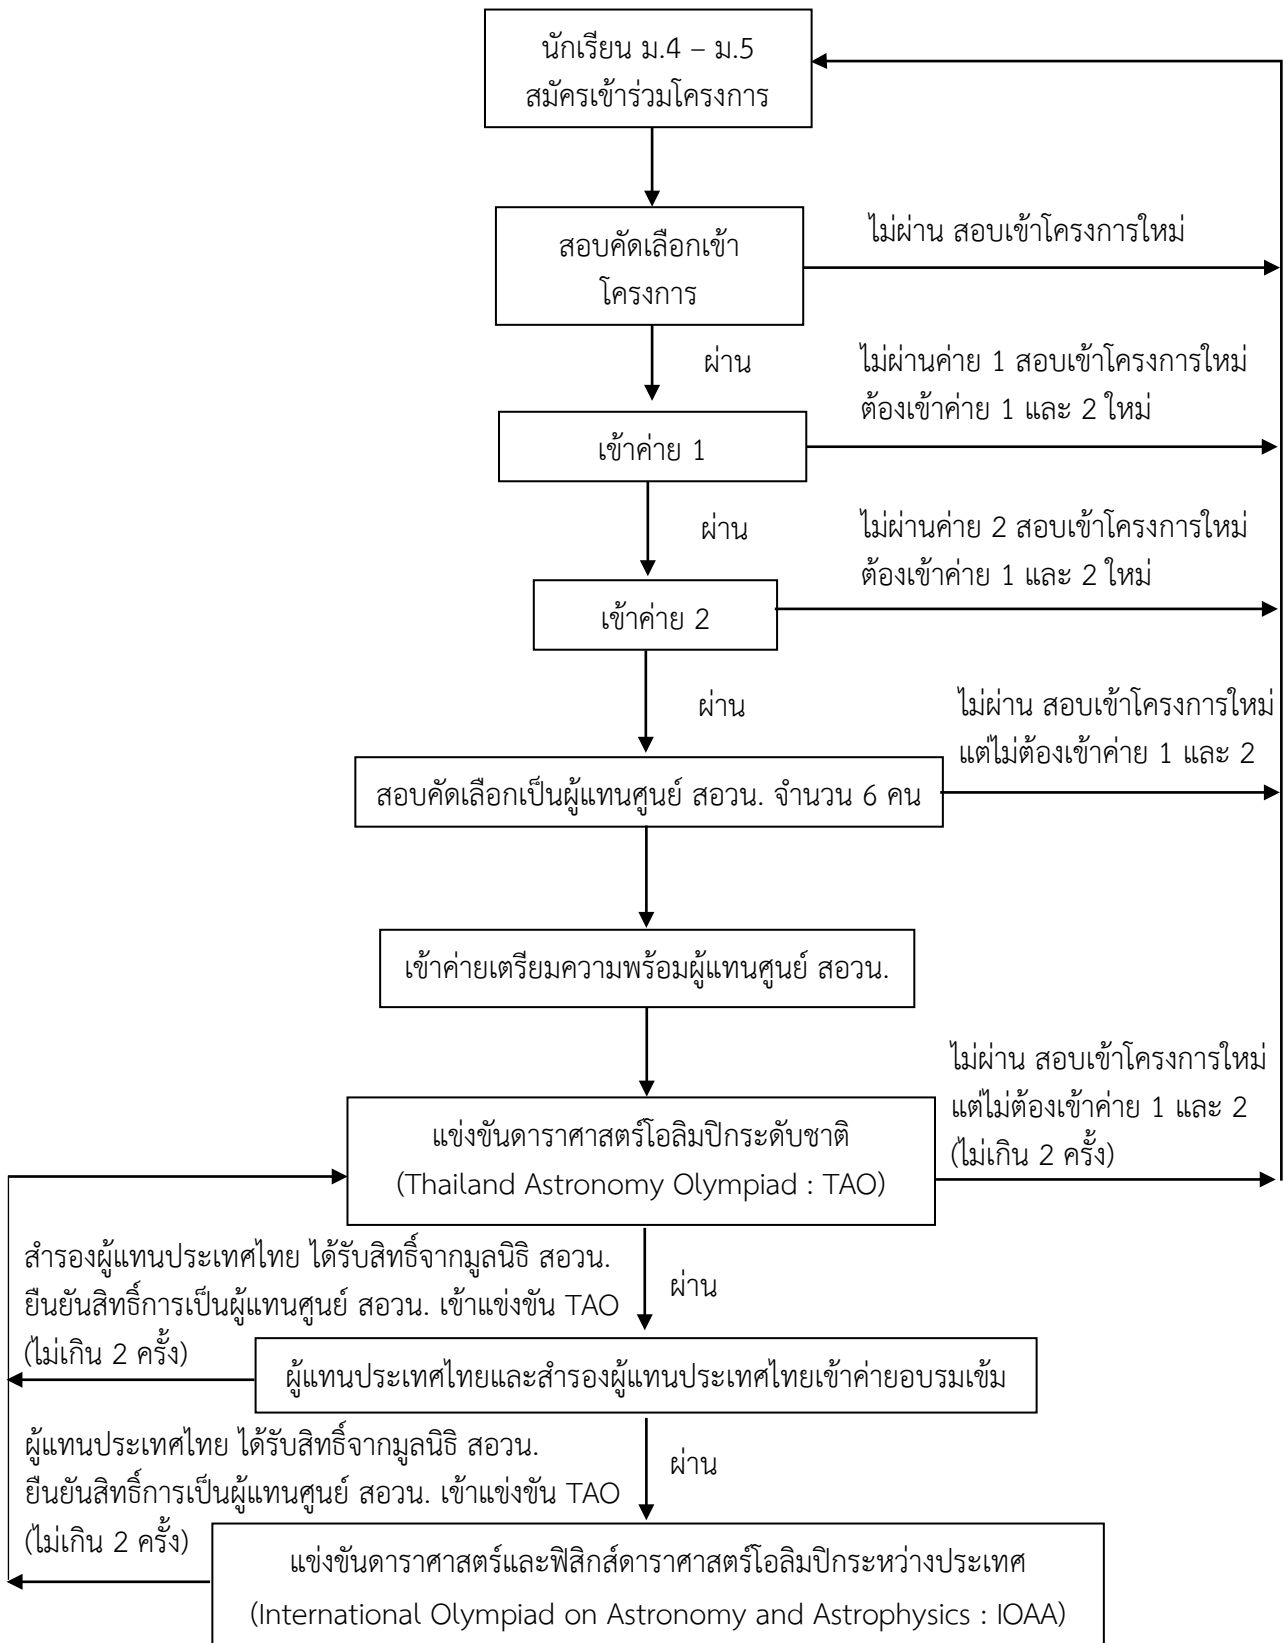 นักเรียน ม.4 – ม.5
สมัครเข้าร่วมโครงการ
สอบคัดเลือกเข้า
โครงการ
ไม่ผ่าน สอบเข้าโครงการใหม่
ผ่าน
ไม่ผ่านค่าย 1 สอบเข้าโครงการใหม่
ต้องเข้าค่าย 1 และ 2 ใหม่
เข้าค่าย 1
ผ่าน
ไม่ผ่านค่าย 2 สอบเข้าโครงการใหม่
ต้องเข้าค่าย 1 และ 2 ใหม่
เข้าค่าย 2
ผ่าน
ไม่ผ่าน สอบเข้าโครงการใหม่
แต่ไม่ต้องเข้าค่าย 1 และ 2
สอบคัดเลือกเป็นผู้แทนศูนย์ สอวน. จำนวน 6 คน
เข้าค่ายเตรียมความพร้อมผู้แทนศูนย์ สอวน.
ไม่ผ่าน สอบเข้าโครงการใหม่
แต่ไม่ต้องเข้าค่าย 1 และ 2
(ไม่เกิน 2 ครั้ง)
แข่งขันดาราศาสตร์โอลิมปิกระดับชาติ
(Thailand Astronomy Olympiad : TAO)
สำรองผู้แทนประเทศไทย ได้รับสิทธิ์จากมูลนิธิ สอวน.
ยืนยันสิทธิ์การเป็นผู้แทนศูนย์ สอวน. เข้าแข่งขัน TAO
(ไม่เกิน 2 ครั้ง)
ผ่าน
ผู้แทนประเทศไทยและสำรองผู้แทนประเทศไทยเข้าค่ายอบรมเข้ม
ผู้แทนประเทศไทย ได้รับสิทธิ์จากมูลนิธิ สอวน.
ยืนยันสิทธิ์การเป็นผู้แทนศูนย์ สอวน. เข้าแข่งขัน TAO
(ไม่เกิน 2 ครั้ง)
ผ่าน
แข่งขันดาราศาสตร์และฟิสิกส์ดาราศาสตร์โอลิมปิกระหว่างประเทศ
(International Olympiad on Astronomy and Astrophysics : IOAA)